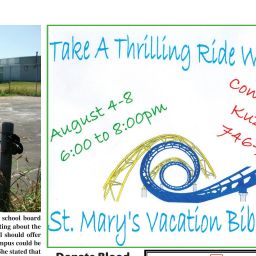 Take A Thrilling Ride W
August 4-8
6:00 to 8:00pm
Con
Ku
746-
St. Mary's Vacation Bib
school board
ting about the
l should offer
mpus could be
She stated that
Donate Blood